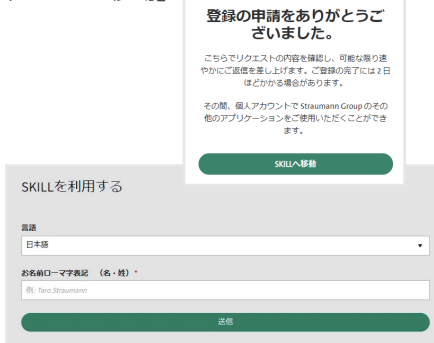 登録の申請をありがとうご
ざいました。
こちらでリクエストの内容を確認し、可能な限り速
やかにご返信を差し上げます。ご登録の完了には2日
ほどかかる場合があります。
その間、個人アカウントで Straumann Group のその
他のアプリケーションをご使用いただくことができ
ます。
SKILLへ移動
SKILLを利用する
言語
日本語
お名前ローマ字表記 (名・姓) *
例: Taro Straumann
送信